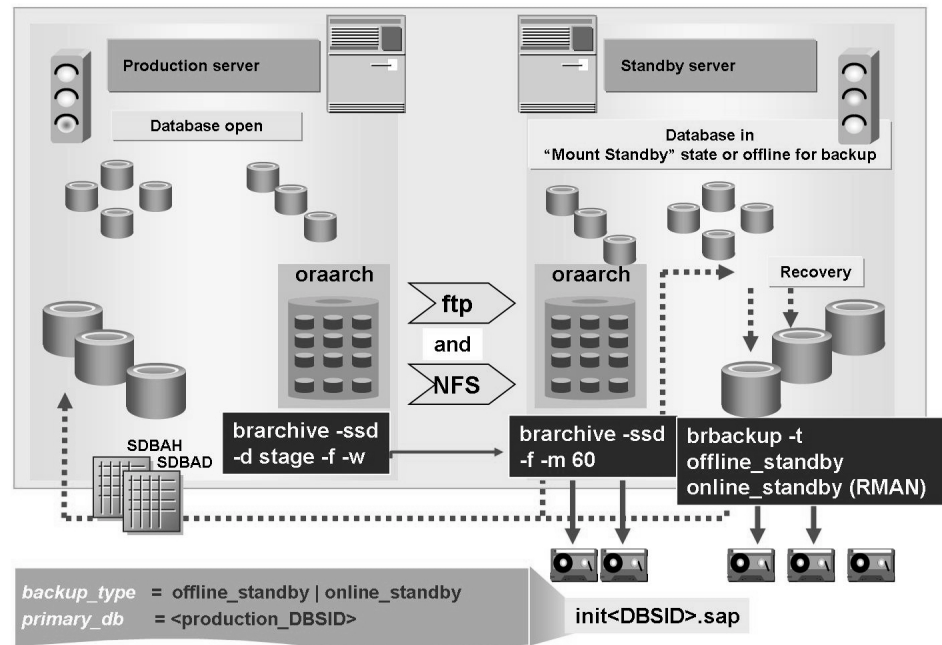 Production server
Standby server
Database open
Database in
“Mount Standby” state or offline for backup
oraarch
oraarch
Recovery
ftp
and
NFS
brarchive -ssd
-d stage -f -w
brarchive -ssd
-f -m 60
brbackup -t
offline_standby
online_standby (RMAN)
SDBAH
SDBAD
backup_type = offline_standby | online_standby
primary_db = <production_DBSID>
init<DBSID>.sap